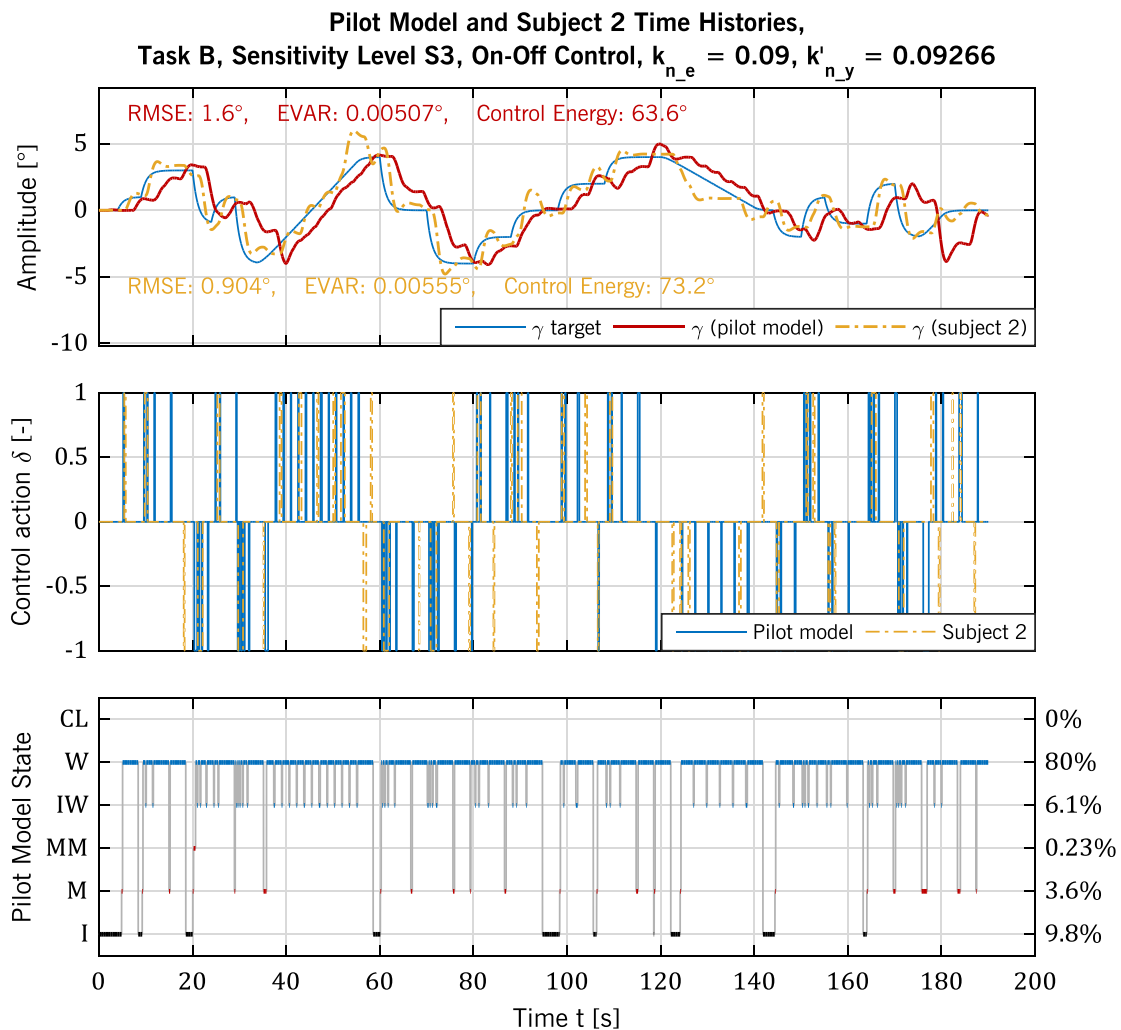 Pilot Model and Subject 2 Time Histories,
Task B, Sensitivity Level S3, On-Off Control, k_n_e = 0.09, k'_n_y = 0.09266
RMSE: 1.6°, EVAR: 0.00507°, Control Energy: 63.6°
5
0
-5
-10
Amplitude [°]
RMSE: 0.904°, EVAR: 0.00555°, Control Energy: 73.2°
γ target γ (pilot model) γ (subject 2)
1
0.5
0
-0.5
-1
Control action δ [-]
Pilot model Subject 2
CL 0%
W 80%
IW 6.1%
MM 0.23%
M 3.6%
I 9.8%
Pilot Model State
0 20 40 60 80 100 120 140 160 180 200
Time t [s]